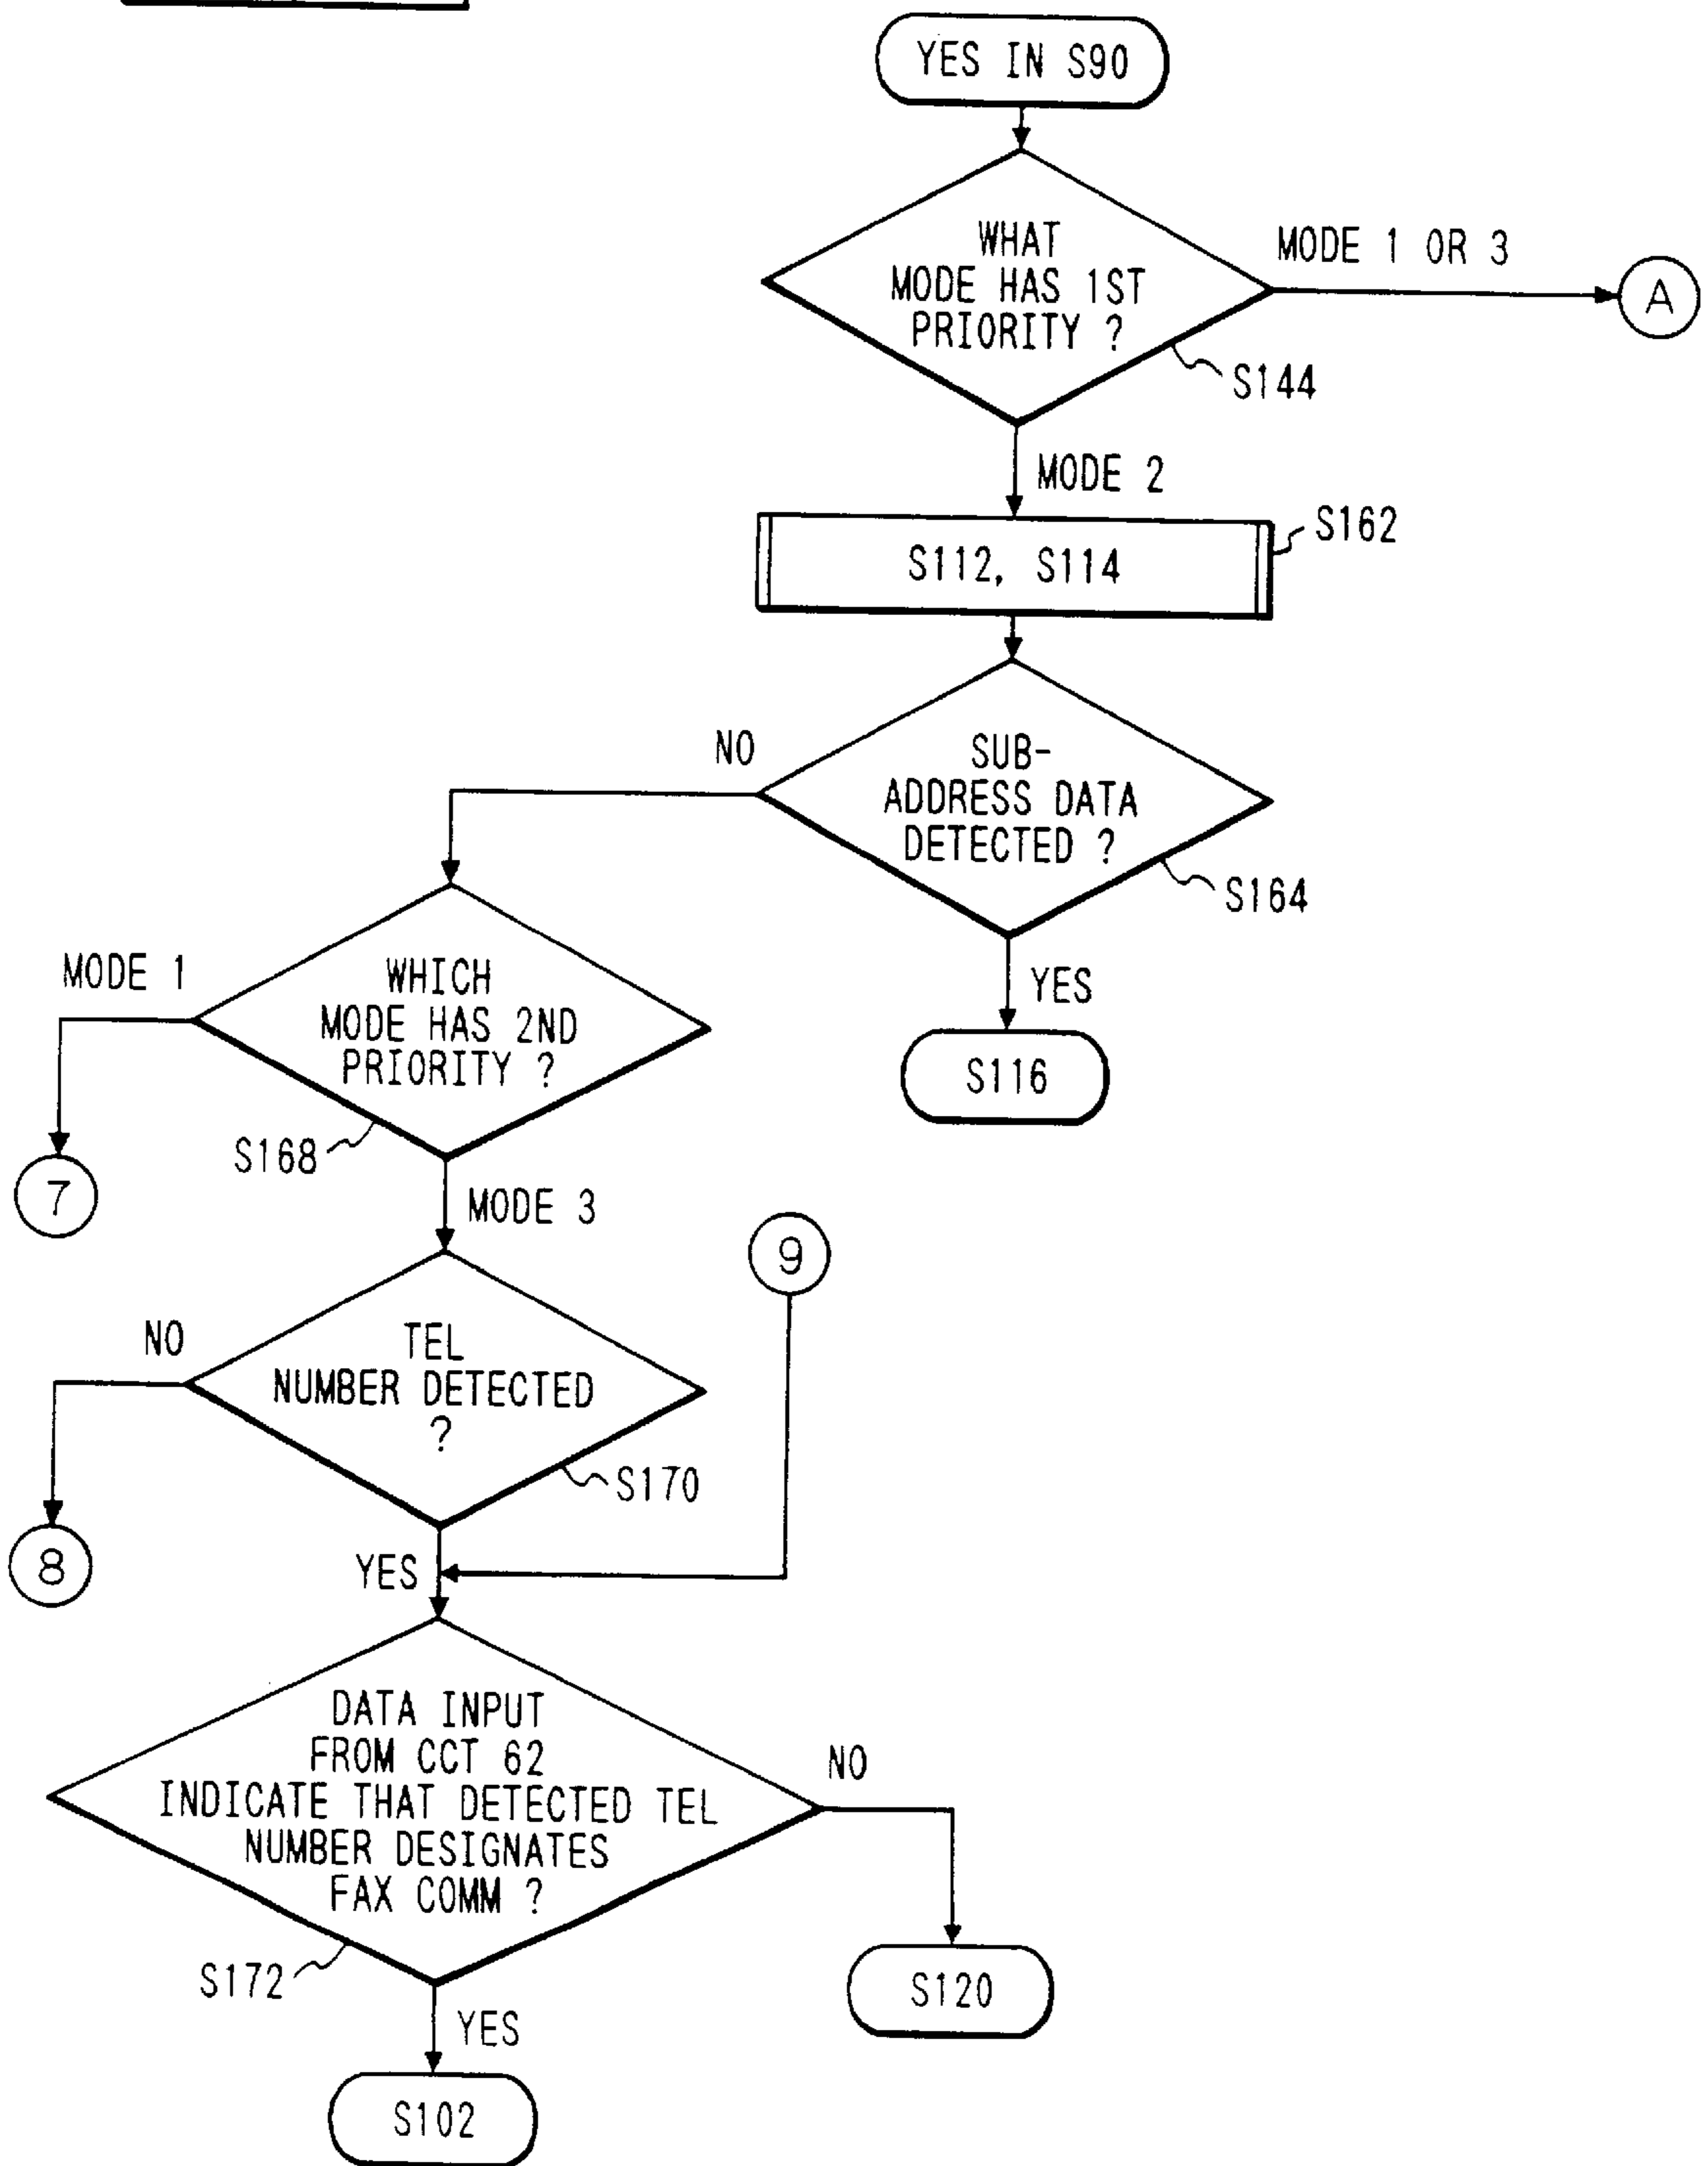 YES IN S90
WHAT
MODE HAS 1ST
PRIORITY ?
MODE 1 OR 3
A
S144
MODE 2
S112, S114
S162
NO
SUB-
ADDRESS DATA
DETECTED ?
S164
YES
S116
MODE 1
WHICH
MODE HAS 2ND
PRIORITY ?
S168
7
MODE 3
9
NO
TEL
NUMBER DETECTED
?
S170
8
YES
DATA INPUT
FROM CCT 62
INDICATE THAT DETECTED TEL
NUMBER DESIGNATES
FAX COMM ?
NO
S172
S120
YES
S102